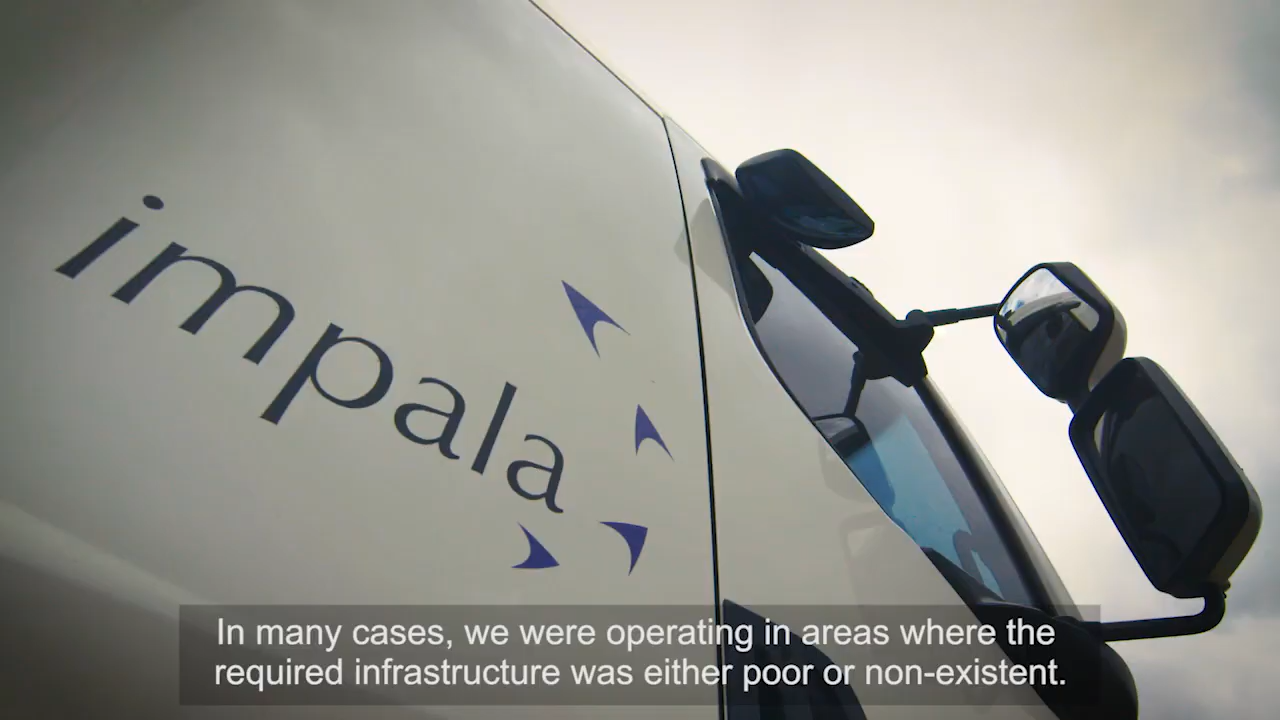 impala
In many cases, we were operating in areas where the
required infrastructure was either poor or non-existent.